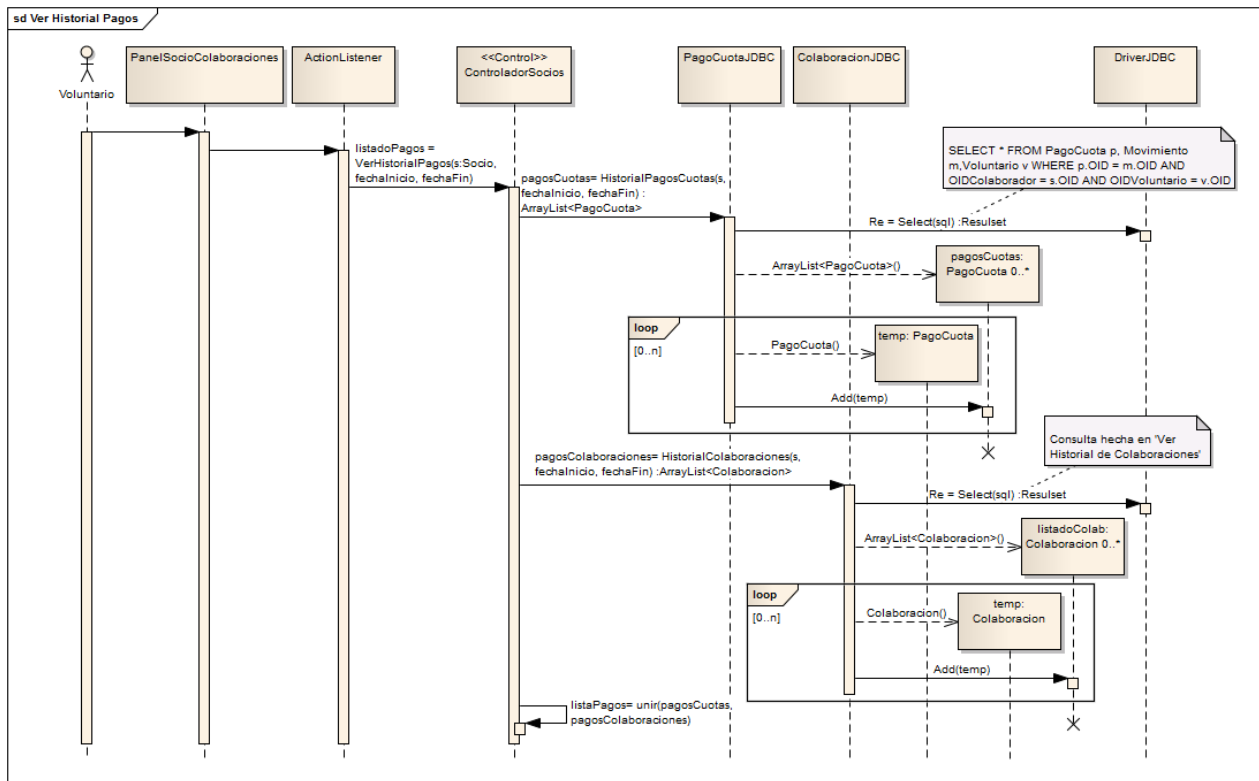 sd Ver Historial Pagos
Voluntario
PanelSocioColaboraciones
ActionListener
<<Control>>
ControladorSocios
PagoCuotaJDBC
ColaboracionJDBC
DriverJDBC
listadoPagos =
VerHistorialPagos(s:Socio,
fechaInicio, fechaFin)
pagosCuotas= HistorialPagosCuotas(s,
fechaInicio, fechaFin) :
ArrayList<PagoCuota>
SELECT * FROM PagoCuota p, Movimiento
m,Voluntario v WHERE p.OID = m.OID AND
OIDColaborador = s.OID AND OIDVoluntario = v.OID
Re = Select(sql) :Resulset
ArrayList<PagoCuota>()
pagosCuotas:
PagoCuota 0..*
loop
[0..n]
PagoCuota()
temp: PagoCuota
Add(temp)
pagosColaboraciones= HistorialColaboraciones(s,
fechaInicio, fechaFin) :ArrayList<Colaboracion>
Consulta hecha en 'Ver
Historial de Colaboraciones'
Re = Select(sql) :Resulset
ArrayList<Colaboracion>()
listadoColab:
Colaboracion 0..*
loop
[0..n]
Colaboracion()
temp:
Colaboracion
Add(temp)
listaPagos= unir(pagosCuotas,
pagosColaboraciones)